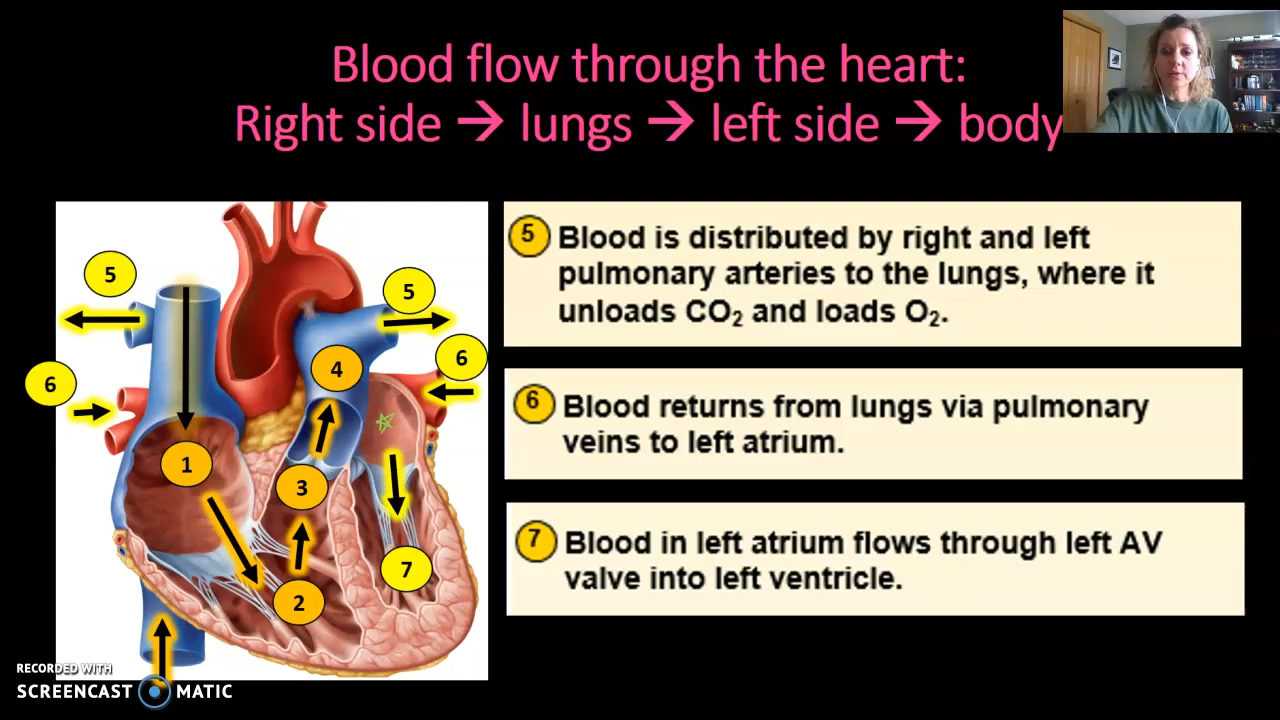 Blood flow through the heart:
Right side → lungs → left side → body
5
5
6
6
4
1
3
7
2
5 Blood is distributed by right and left
pulmonary arteries to the lungs, where it
unloads CO₂ and loads O₂.
6 Blood returns from lungs via pulmonary
veins to left atrium.
7 Blood in left atrium flows through left AV
valve into left ventricle.
RECORDED WITH
SCREENCAST MATIC